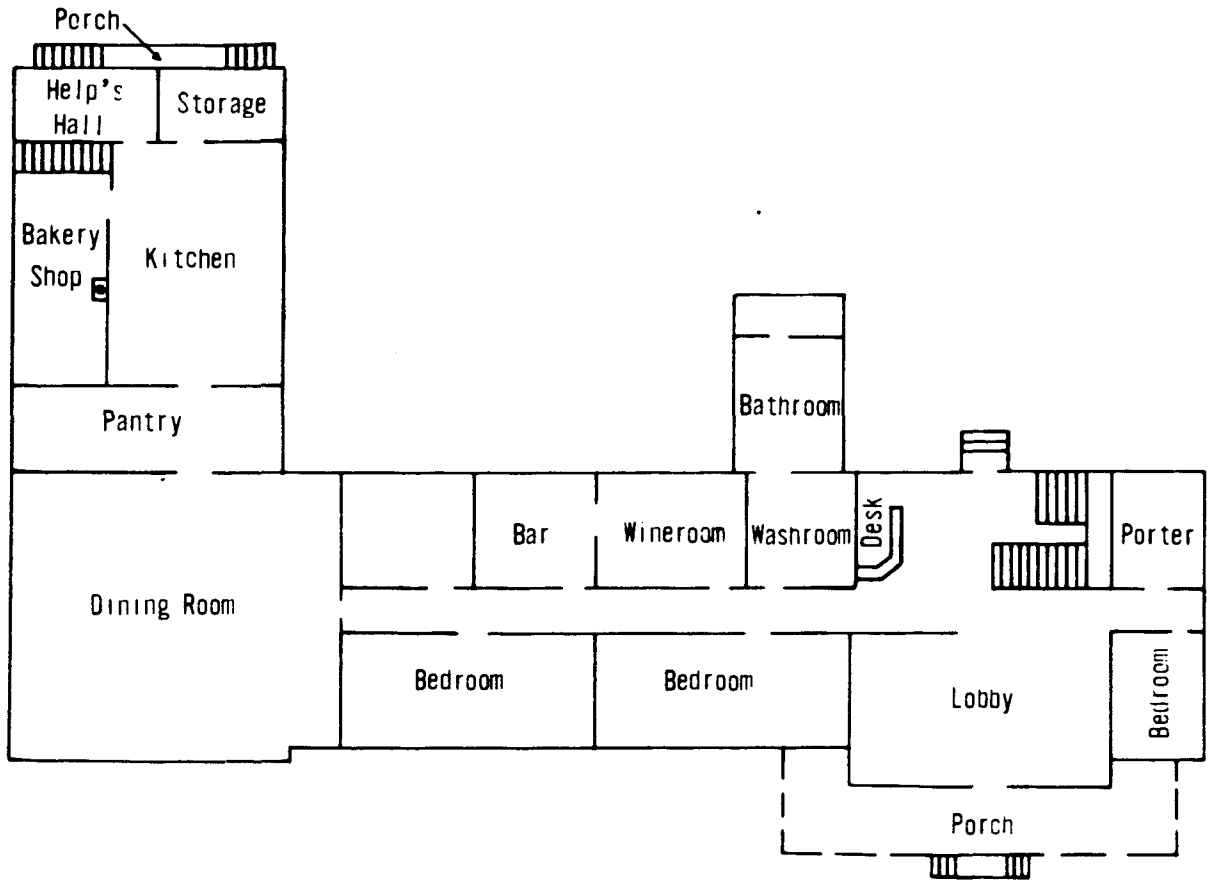 Porch
Help's
Hall
Storage
Bakery
Shop
Kitchen
Pantry
Bathroom
Bar
Wineroom
Washroom
Desk
Porter
Dining Room
Bedroom
Bedroom
Lobby
Bedroom
Porch